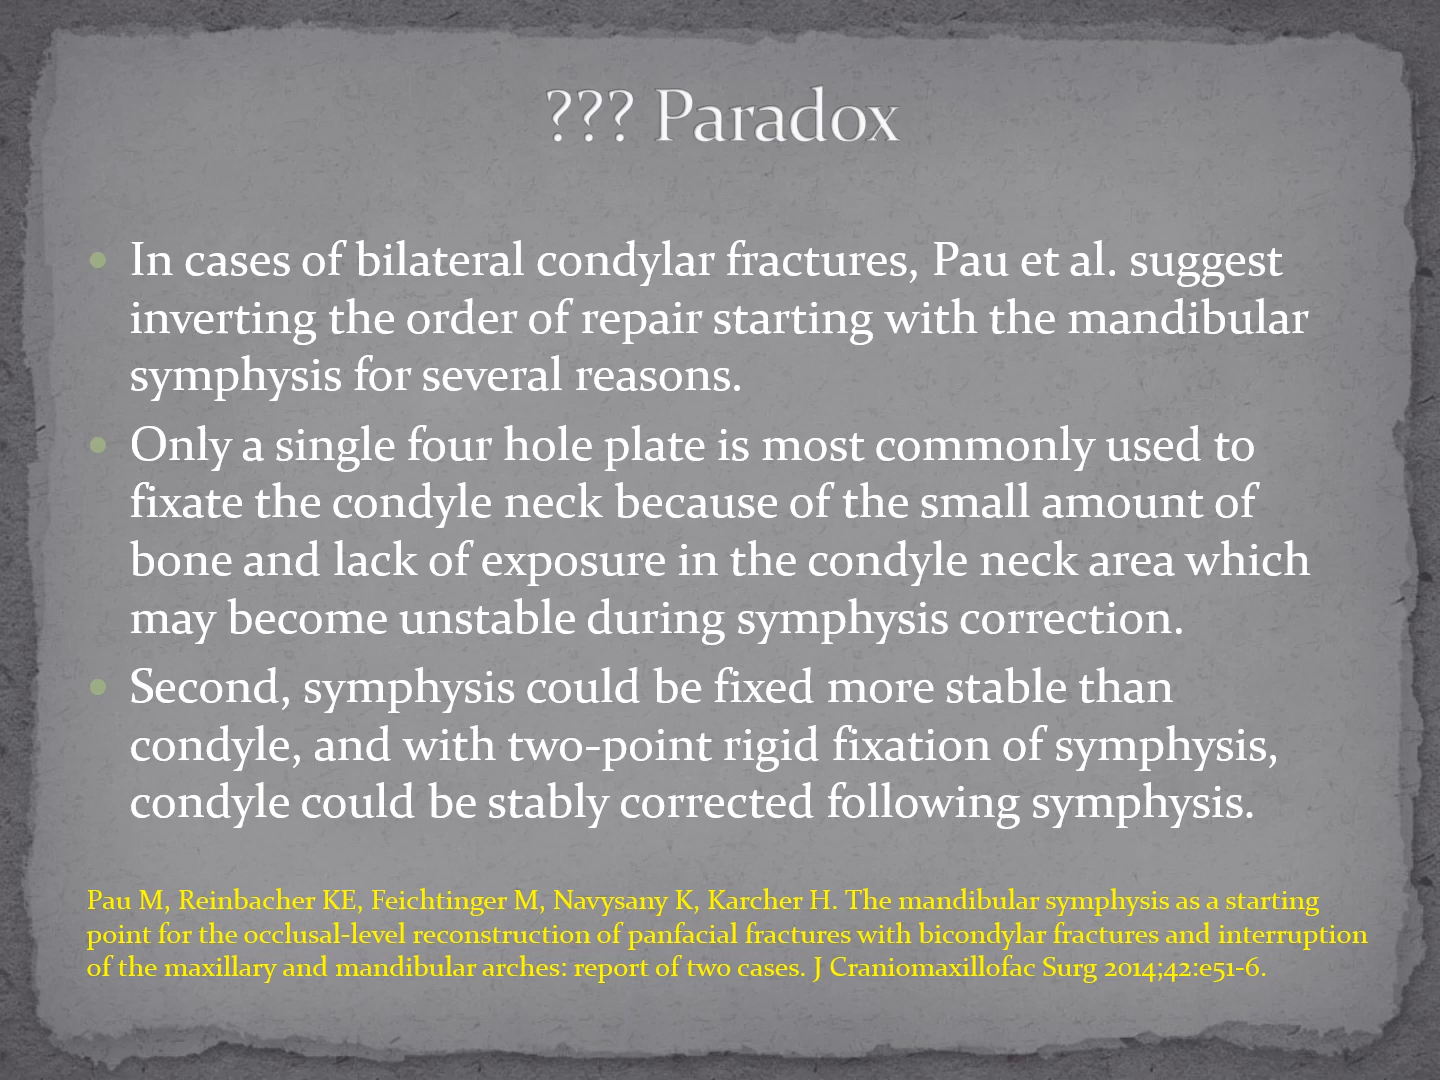 ??? Paradox
In cases of bilateral condylar fractures, Pau et al. suggest
inverting the order of repair starting with the mandibular
symphysis for several reasons.
Only a single four hole plate is most commonly used to
fixate the condyle neck because of the small amount of
bone and lack of exposure in the condyle neck area which
may become unstable during symphysis correction.
Second, symphysis could be fixed more stable than
condyle, and with two-point rigid fixation of symphysis,
condyle could be stably corrected following symphysis.
Pau M, Reinbacher KE, Feichtinger M, Navysany K, Karcher H. The mandibular symphysis as a starting
point for the occlusal-level reconstruction of panfacial fractures with bicondylar fractures and interruption
of the maxillary and mandibular arches: report of two cases. J Craniomaxillofac Surg 2014;42:e51-6.